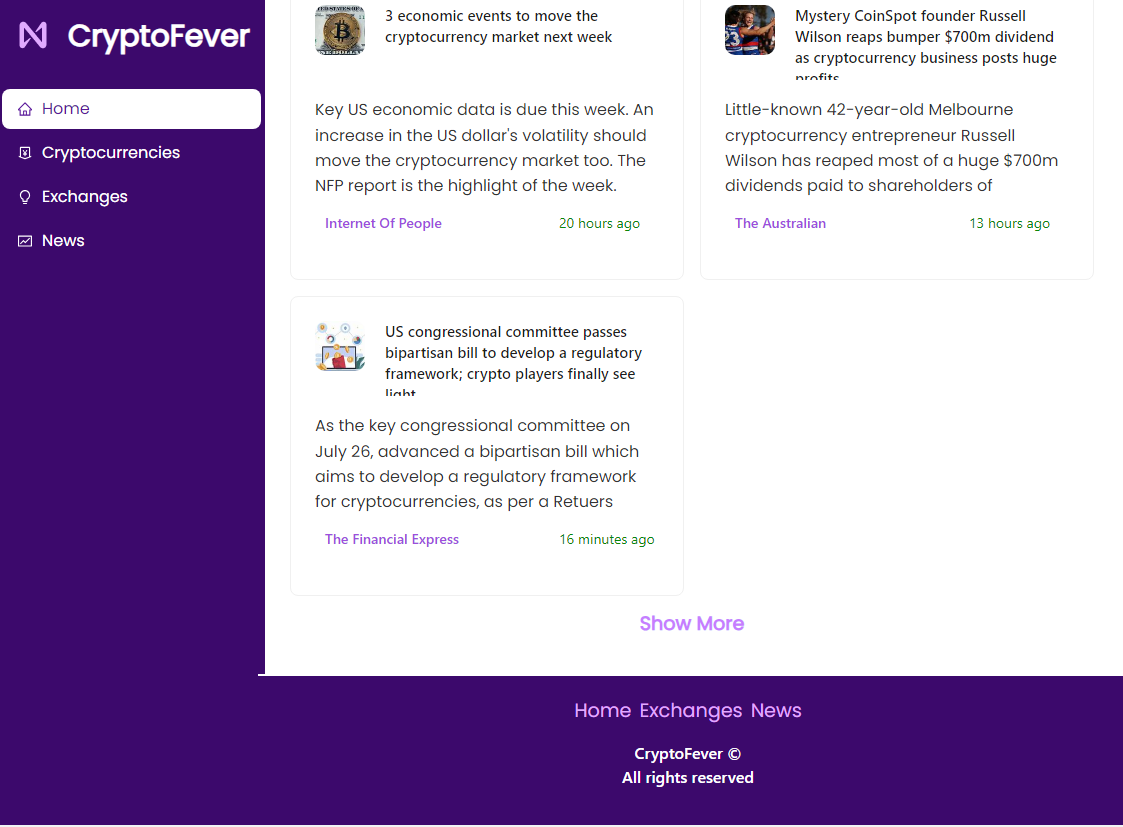 CryptoFever
Home
Cryptocurrencies
Exchanges
News
3 economic events to move the
cryptocurrency market next week
Key US economic data is due this week. An
increase in the US dollar's volatility should
move the cryptocurrency market too. The
NFP report is the highlight of the week.
Internet Of People
20 hours ago
Mystery CoinSpot founder Russell
Wilson reaps bumper $700m dividend
as cryptocurrency business posts huge
profits
Little-known 42-year-old Melbourne
cryptocurrency entrepreneur Russell
Wilson has reaped most of a huge $700m
dividends paid to shareholders of
The Australian
13 hours ago
US congressional committee passes
bipartisan bill to develop a regulatory
framework; crypto players finally see
light
As the key congressional committee on
July 26, advanced a bipartisan bill which
aims to develop a regulatory framework
for cryptocurrencies, as per a Retuers
The Financial Express
16 minutes ago
Show More
Home Exchanges News
CryptoFever ©
All rights reserved